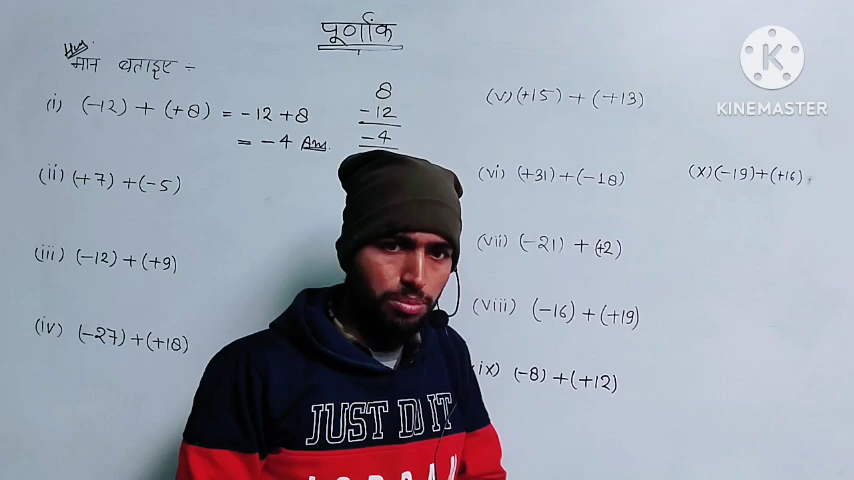 पूर्णांक
मान बताइए ÷
(i) (-12) + (+8) = -12 + 8
= -4 Ans.
8
-12
-4
(ii) (+7) + (-5)
(iii) (-12) + (+9)
(iv) (-27) + (+18)
(v) (+15) + (+13)
(vi) (+31) + (-18)
(vii) (-21) + (+2)
(viii) (-16) + (+19)
ix) (-8) + (+12)
(x) (-19) + (+16)
K
KINEMASTER
JUST DO IT